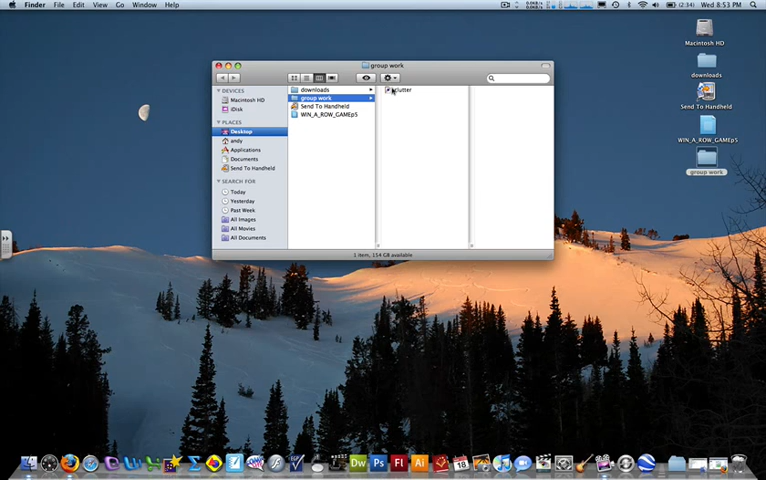 Finder File Edit View Go Window Help
(2:34) Wed 8:53 PM
group work
DEVICES
Macintosh HD
iDisk
PLACES
Desktop
andy
Applications
Documents
Send To Handheld
SEARCH FOR
Today
Yesterday
Past Week
All Images
All Movies
All Documents
downloads
group work
Send To Handheld
WIN_A_ROW_GAMEp5
clutter
1 item, 154 GB available
Macintosh HD
downloads
Send To Handheld
WIN_A_ROW_GAMEp5
group work
Dw Ps Fl Ai
18